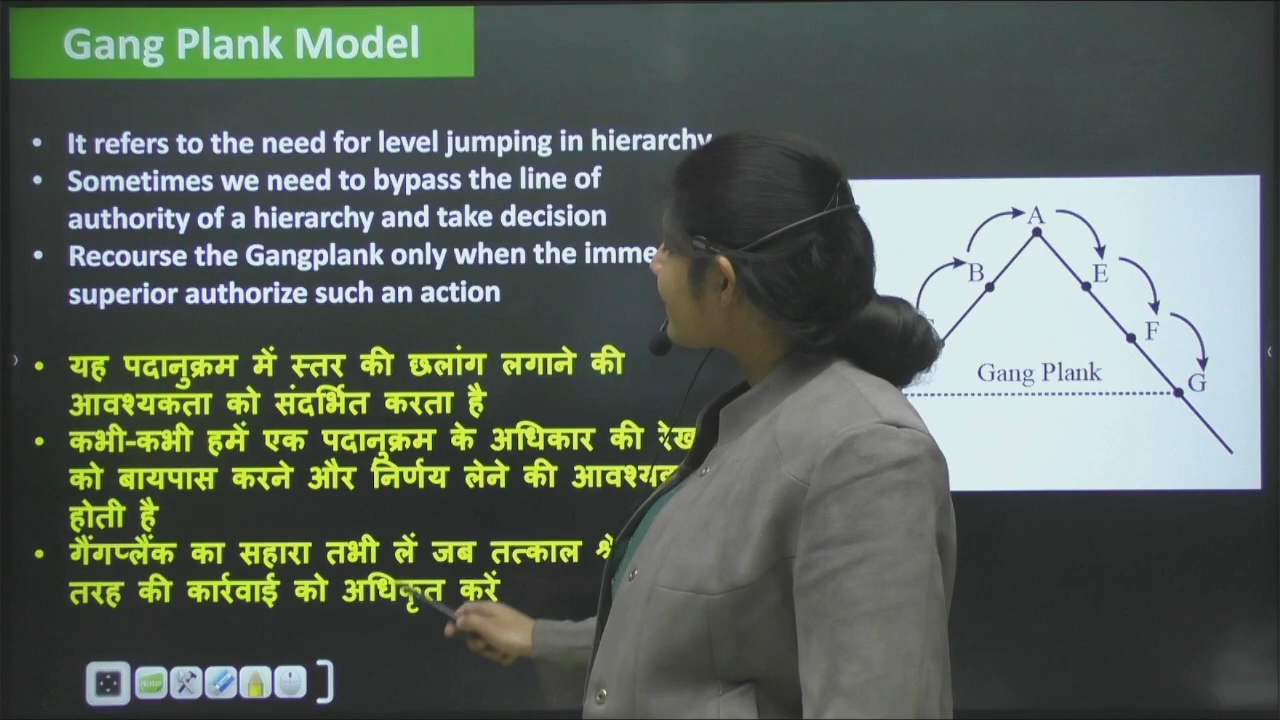 Gang Plank Model
• It refers to the need for level jumping in hierarchy
• Sometimes we need to bypass the line of
authority of a hierarchy and take decision
• Recourse the Gangplank only when the
superior authorize such an action
• यह पदानुक्रम में स्तर की छलांग लगाने की
आवश्यकता को संदर्भित करता है
• कभी-कभी हमें एक पदानुक्रम के अधिकार की
को बायपास करने और निर्णय लेने की
होती है
• गैंगप्लैंक का सहारा तभी लें जब तत्काल
तरह की कार्रवाई को अधिकृत करें
A
B
E
F
Gang Plank
G
note